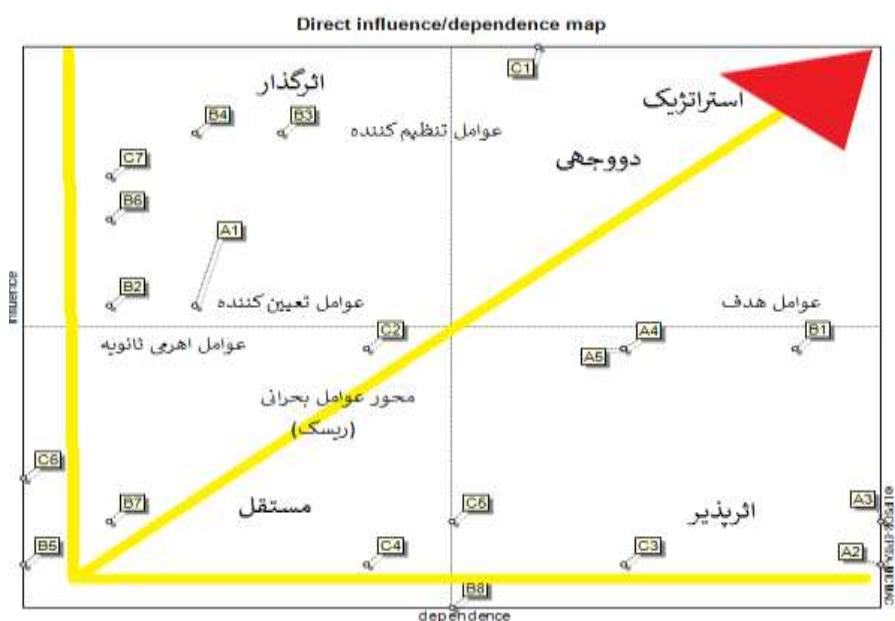 Direct influence/dependence map
C1
اثرگذار
استراتژیک
B4
B3
عوامل تنظیم کننده
دووجهی
C7
B6
A1
B2
عوامل تعیین کننده
عوامل هدف
influence
عوامل اهرمی ثانویه
C2
A4
B1
A5
محور عوامل بحرانی
(ریسک)
C6
B7
مستقل
C6
اثرپذیر
A3
B5
C4
C3
A2
B8
dependence